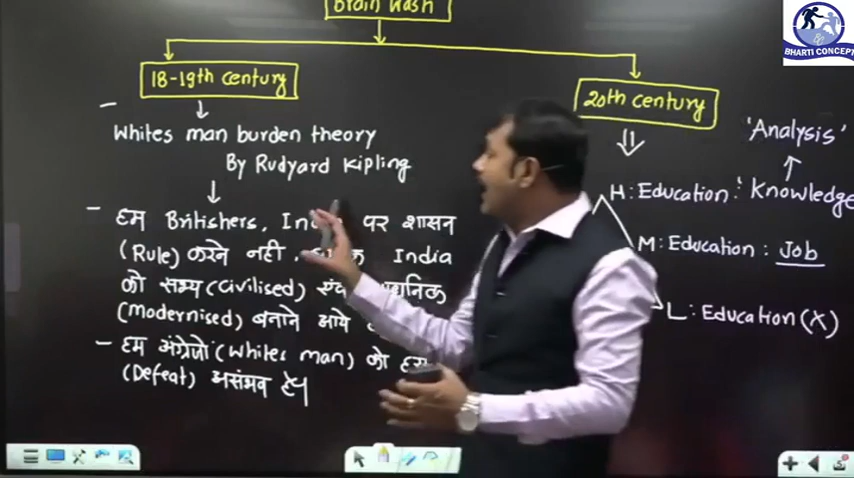 Brain Wash
BHARTI CONCEPT
18-19th century
Whites man burden theory
By Rudyard Kipling
- हम Britishers, India पर शासन
(Rule) करने नही, India
को सभ्य (Civilised) एवं
(Modernised) बनाने आये
- हम अंग्रेजो (Whites man) को
(Defeat) असंभव है।
20th century
'Analysis'
H: Education: Knowledge
M: Education: Job
L: Education (X)